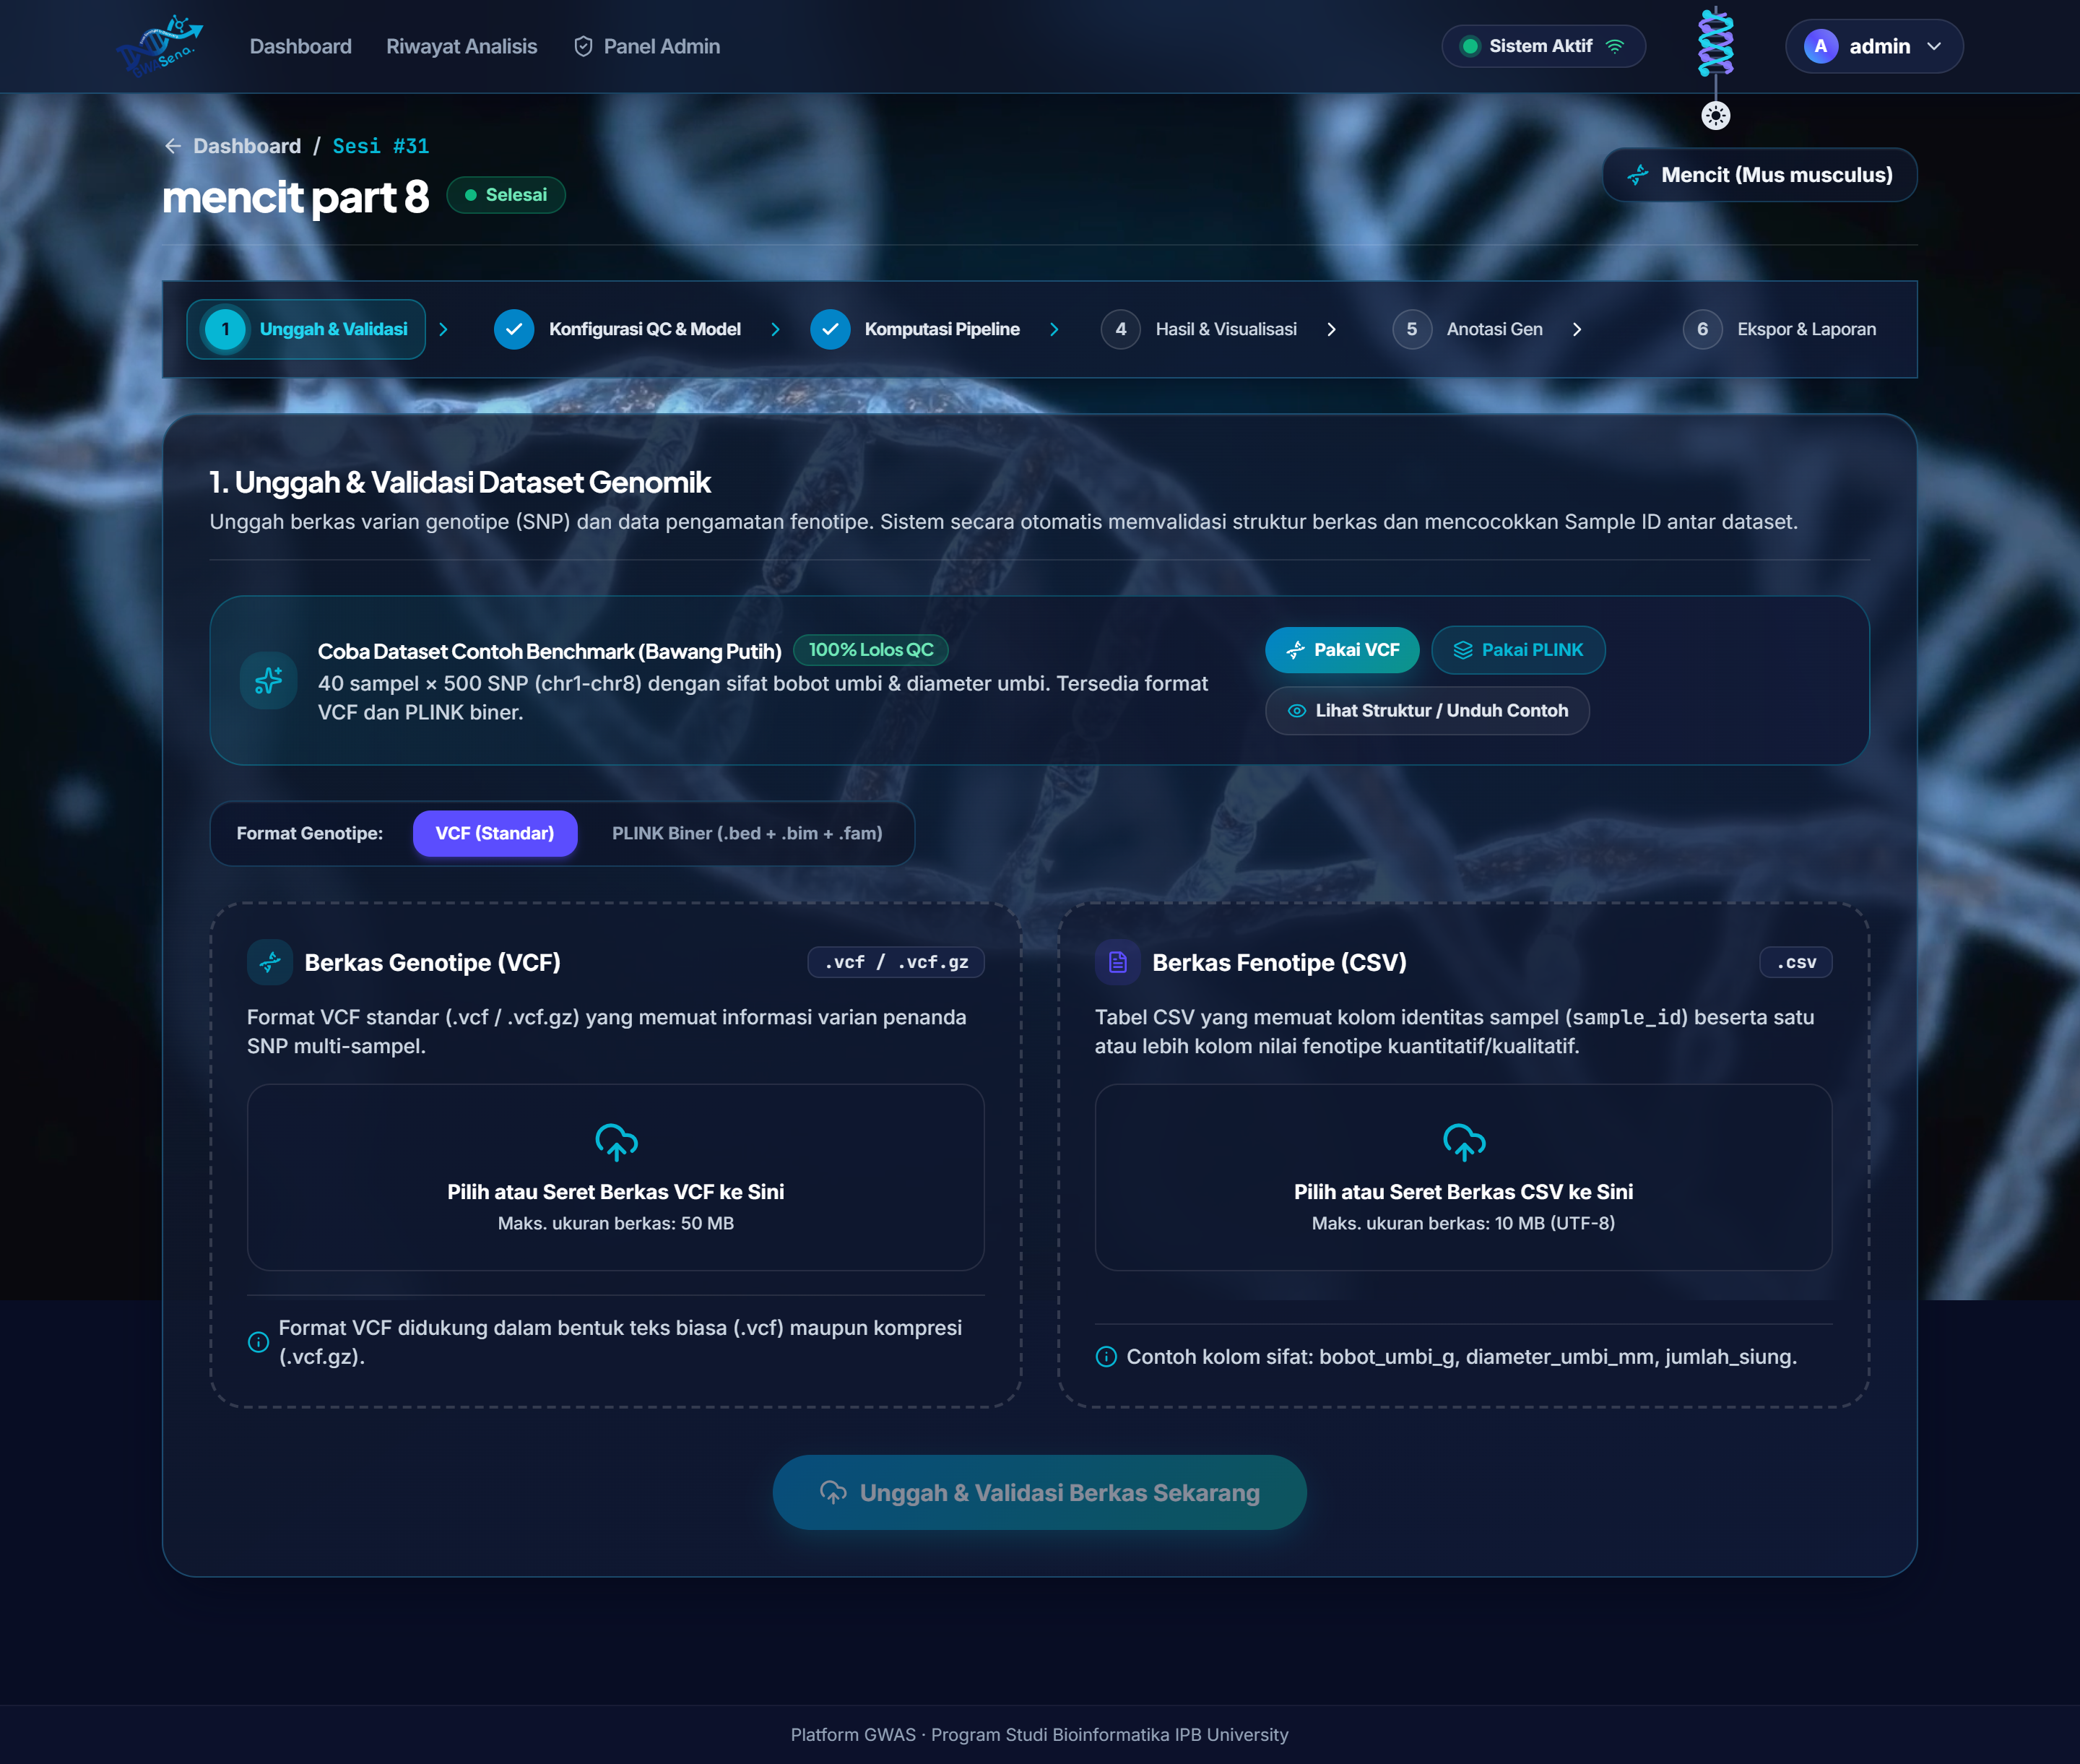 GWASena.
Dashboard
Riwayat Analisis
Panel Admin
Sistem Aktif
A
admin
Dashboard / Sesi #31
mencit part 8
Selesai
Mencit (Mus musculus)
1
Unggah & Validasi
Konfigurasi QC & Model
Komputasi Pipeline
4
Hasil & Visualisasi
5
Anotasi Gen
6
Ekspor & Laporan
1. Unggah & Validasi Dataset Genomik
Unggah berkas varian genotipe (SNP) dan data pengamatan fenotipe. Sistem secara otomatis memvalidasi struktur berkas dan mencocokkan Sample ID antar dataset.
Coba Dataset Contoh Benchmark (Bawang Putih)
100% Lolos QC
40 sampel × 500 SNP (chr1-chr8) dengan sifat bobot umbi & diameter umbi. Tersedia format
VCF dan PLINK biner.
Pakai VCF
Pakai PLINK
Lihat Struktur / Unduh Contoh
Format Genotipe:
VCF (Standar)
PLINK Biner (.bed + .bim + .fam)
Berkas Genotipe (VCF)
.vcf / .vcf.gz
Format VCF standar (.vcf / .vcf.gz) yang memuat informasi varian penanda
SNP multi-sampel.
Pilih atau Seret Berkas VCF ke Sini
Maks. ukuran berkas: 50 MB
Format VCF didukung dalam bentuk teks biasa (.vcf) maupun kompresi
(.vcf.gz).
Berkas Fenotipe (CSV)
.csv
Tabel CSV yang memuat kolom identitas sampel (sample_id) beserta satu
atau lebih kolom nilai fenotipe kuantitatif/kualitatif.
Pilih atau Seret Berkas CSV ke Sini
Maks. ukuran berkas: 10 MB (UTF-8)
Contoh kolom sifat: bobot_umbi_g, diameter_umbi_mm, jumlah_siung.
Unggah & Validasi Berkas Sekarang
Platform GWAS · Program Studi Bioinformatika IPB University